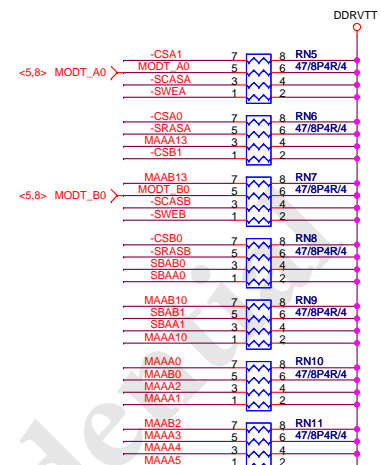 DDRVTT
-CSA1 7 8 RN5
<5,8> MODT_A0 MODT_A0 5 6 47/8P4R/4
-SCASA 3 4
-SWEA 1 2
-CSA0 7 8 RN6
-SRASA 5 6 47/8P4R/4
MAAA13 3 4
-CSB1 1 2
MAAB13 7 8 RN7
<5,8> MODT_B0 MODT_B0 5 6 47/8P4R/4
-SCASB 3 4
-SWEB 1 2
-CSB0 7 8 RN8
-SRASB 5 6 47/8P4R/4
SBAB0 3 4
SBAA0 1 2
MAAB10 7 8 RN9
SBAB1 5 6 47/8P4R/4
SBAA1 3 4
MAAA10 1 2
MAAA0 7 8 RN10
MAAB0 5 6 47/8P4R/4
MAAA2 3 4
MAAA1 1 2
MAAB2 7 8 RN11
MAAA3 5 6 47/8P4R/4
MAAA4 3 4
MAAA5 1 2
dential